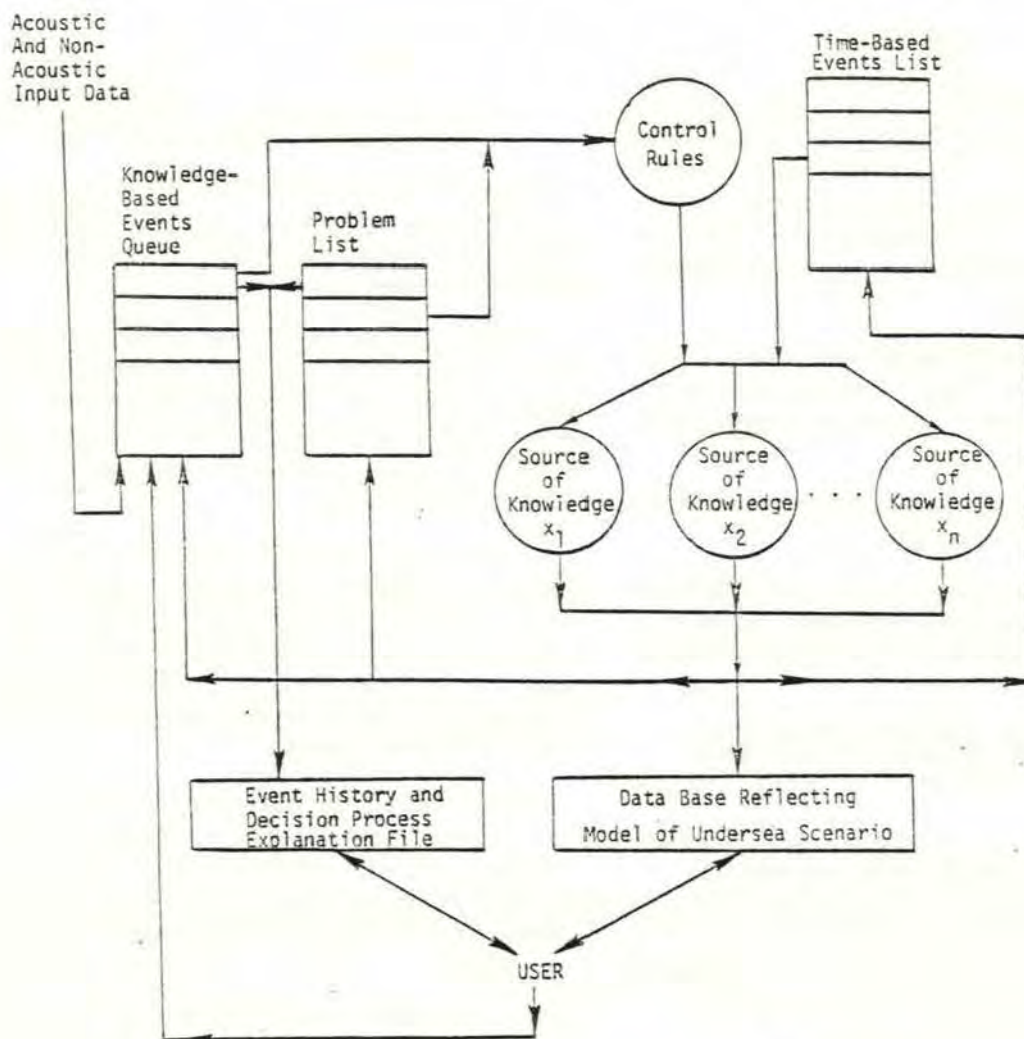 Acoustic
And Non-
Acoustic
Input Data
Time-Based
Events List
Control
Rules
Knowledge-
Based
Events
Queue
Problem
List
Source
of
Knowledge
x1
Source
of
Knowledge
x2
. . .
Source
of
Knowledge
xn
Event History and
Decision Process
Explanation File
Data Base Reflecting
Model of Undersea Scenario
USER